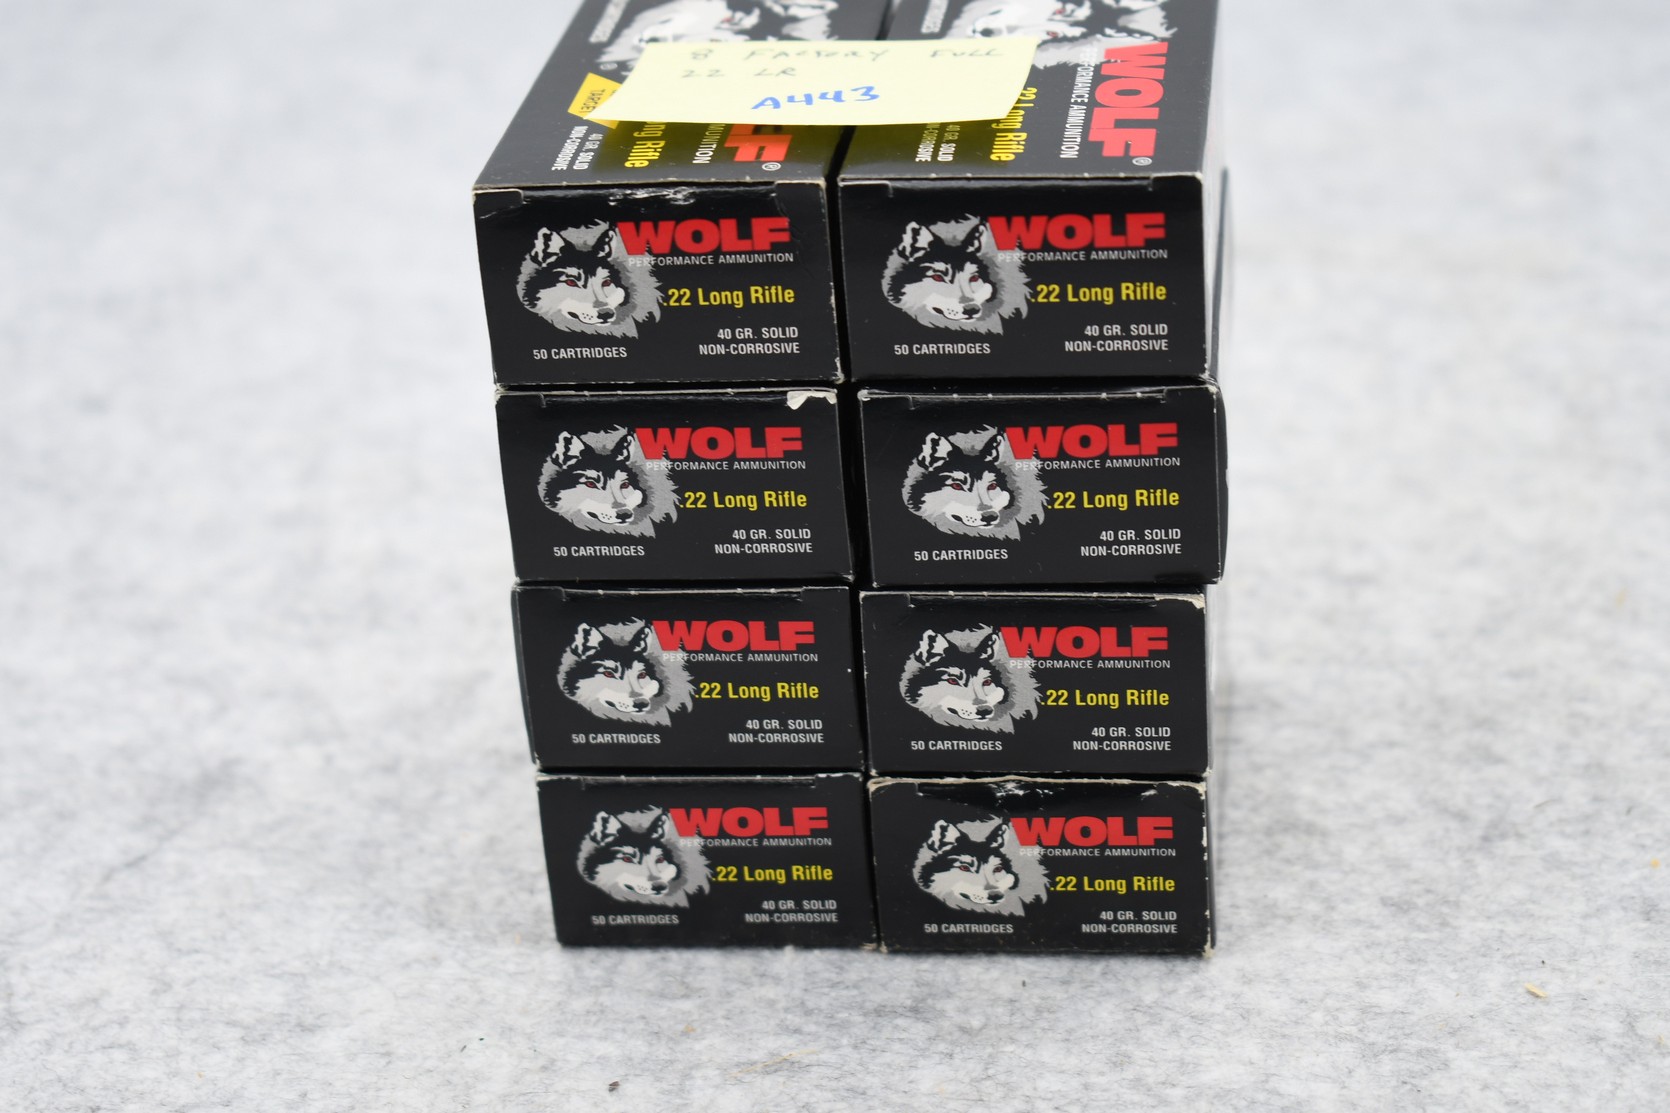 8 FACTORY FULL
22 LR
A443
TARGET
WOLF
PERFORMANCE AMMUNITION
.22 Long Rifle
40 GR. SOLID
NON-CORROSIVE
40 GR. SOLID
NON-CORROSIVE
WOLF
PERFORMANCE AMMUNITION
.22 Long Rifle
40 GR. SOLID
NON-CORROSIVE
50 CARTRIDGES
WOLF
PERFORMANCE AMMUNITION
.22 Long Rifle
40 GR. SOLID
NON-CORROSIVE
50 CARTRIDGES
WOLF
PERFORMANCE AMMUNITION
.22 Long Rifle
40 GR. SOLID
NON-CORROSIVE
50 CARTRIDGES
WOLF
PERFORMANCE AMMUNITION
.22 Long Rifle
40 GR. SOLID
NON-CORROSIVE
50 CARTRIDGES
WOLF
PERFORMANCE AMMUNITION
.22 Long Rifle
40 GR. SOLID
NON-CORROSIVE
50 CARTRIDGES
WOLF
PERFORMANCE AMMUNITION
.22 Long Rifle
40 GR. SOLID
NON-CORROSIVE
50 CARTRIDGES
WOLF
PERFORMANCE AMMUNITION
.22 Long Rifle
40 GR. SOLID
NON-CORROSIVE
50 CARTRIDGES
WOLF
PERFORMANCE AMMUNITION
.22 Long Rifle
40 GR. SOLID
NON-CORROSIVE
50 CARTRIDGES